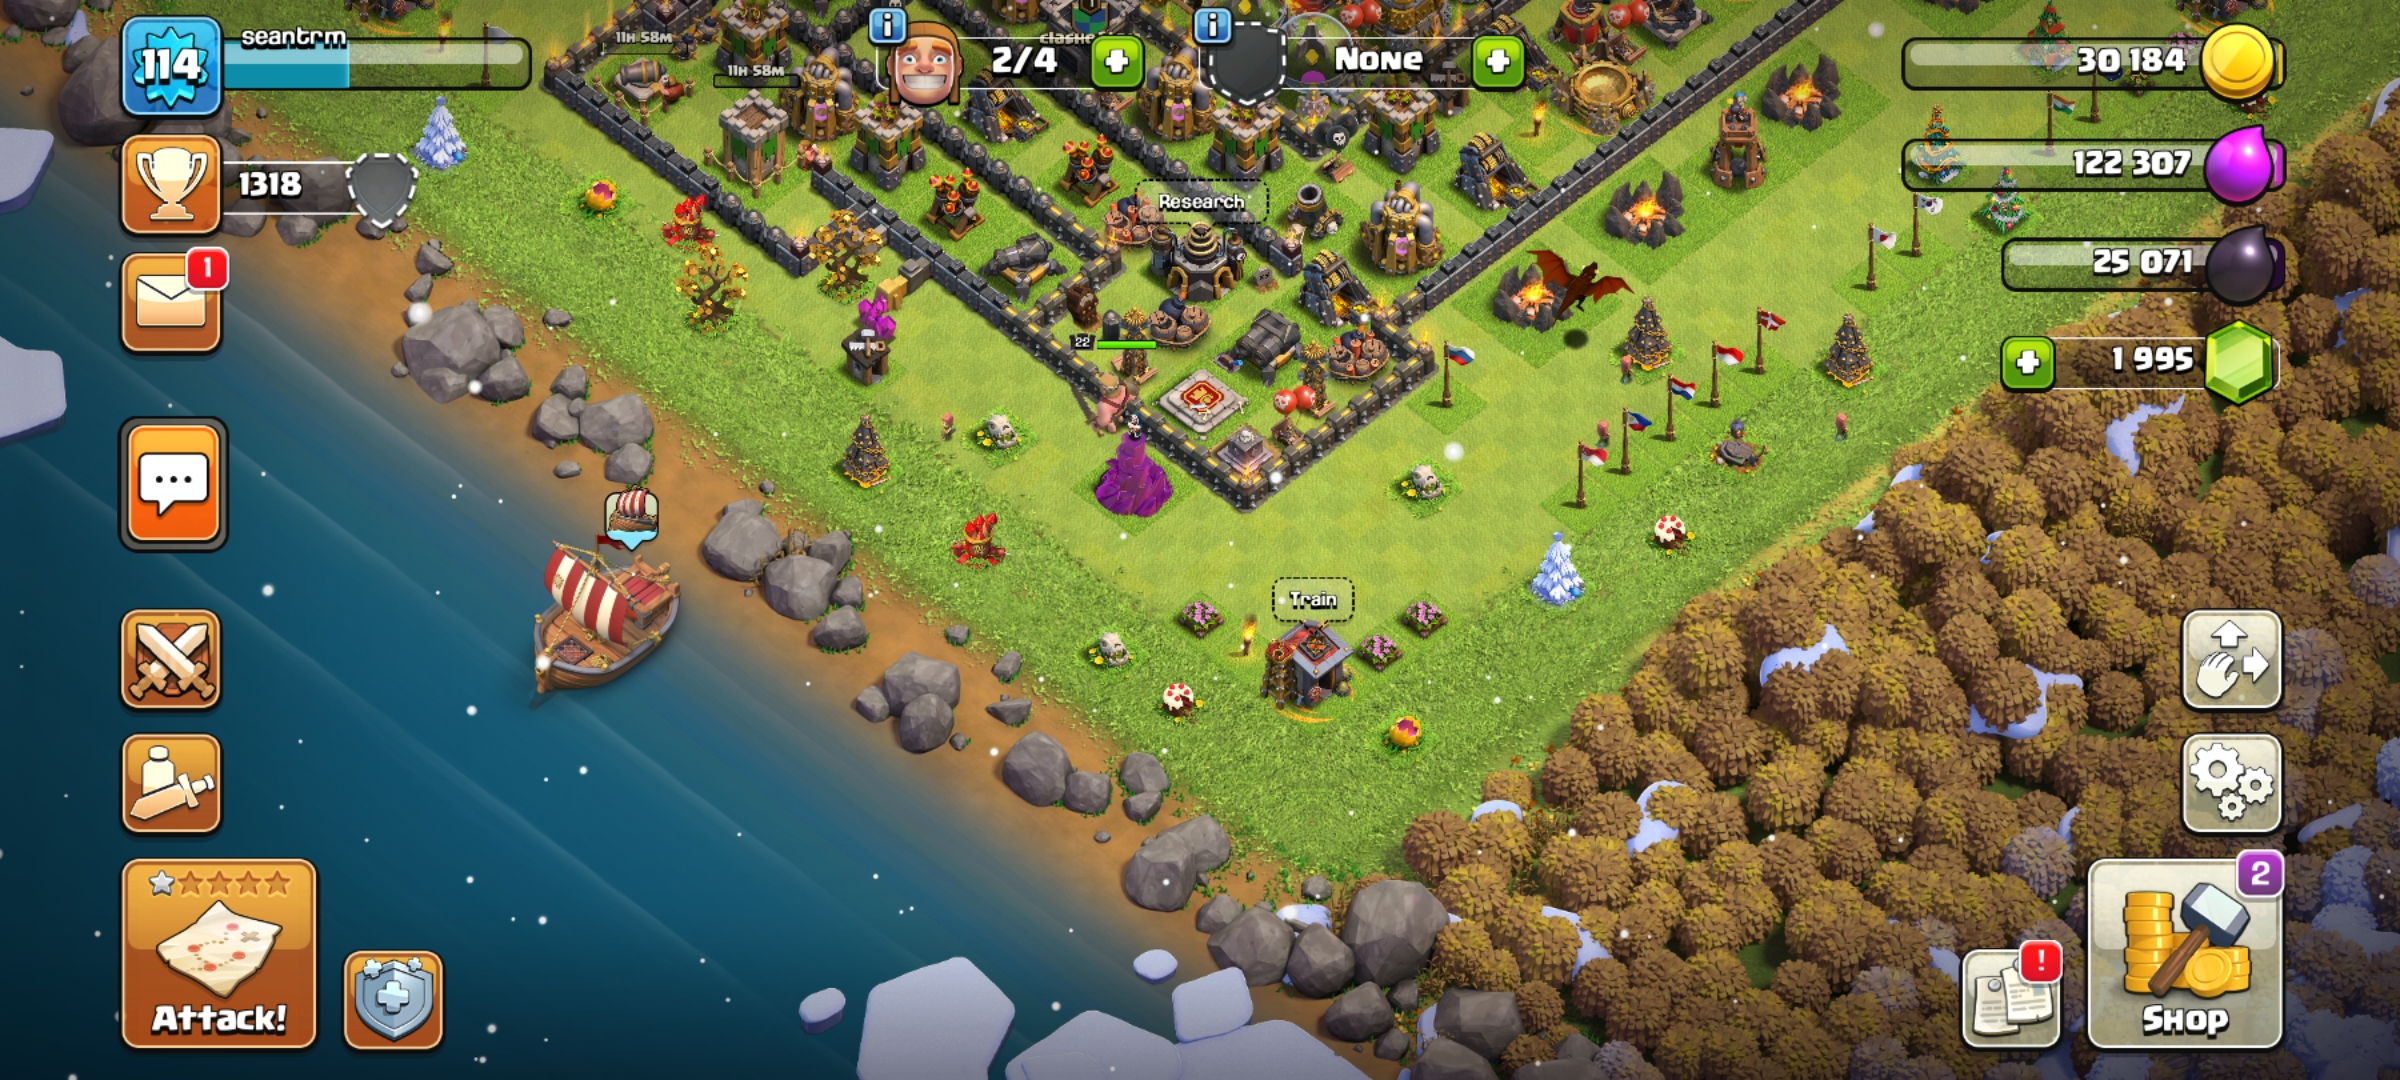 114
seantrm
11H 58M
11H 58M
2/4
None
30 184
1318
122 307
Research
25 071
1
22
1 995
Train
2
Attack!
!
Shop